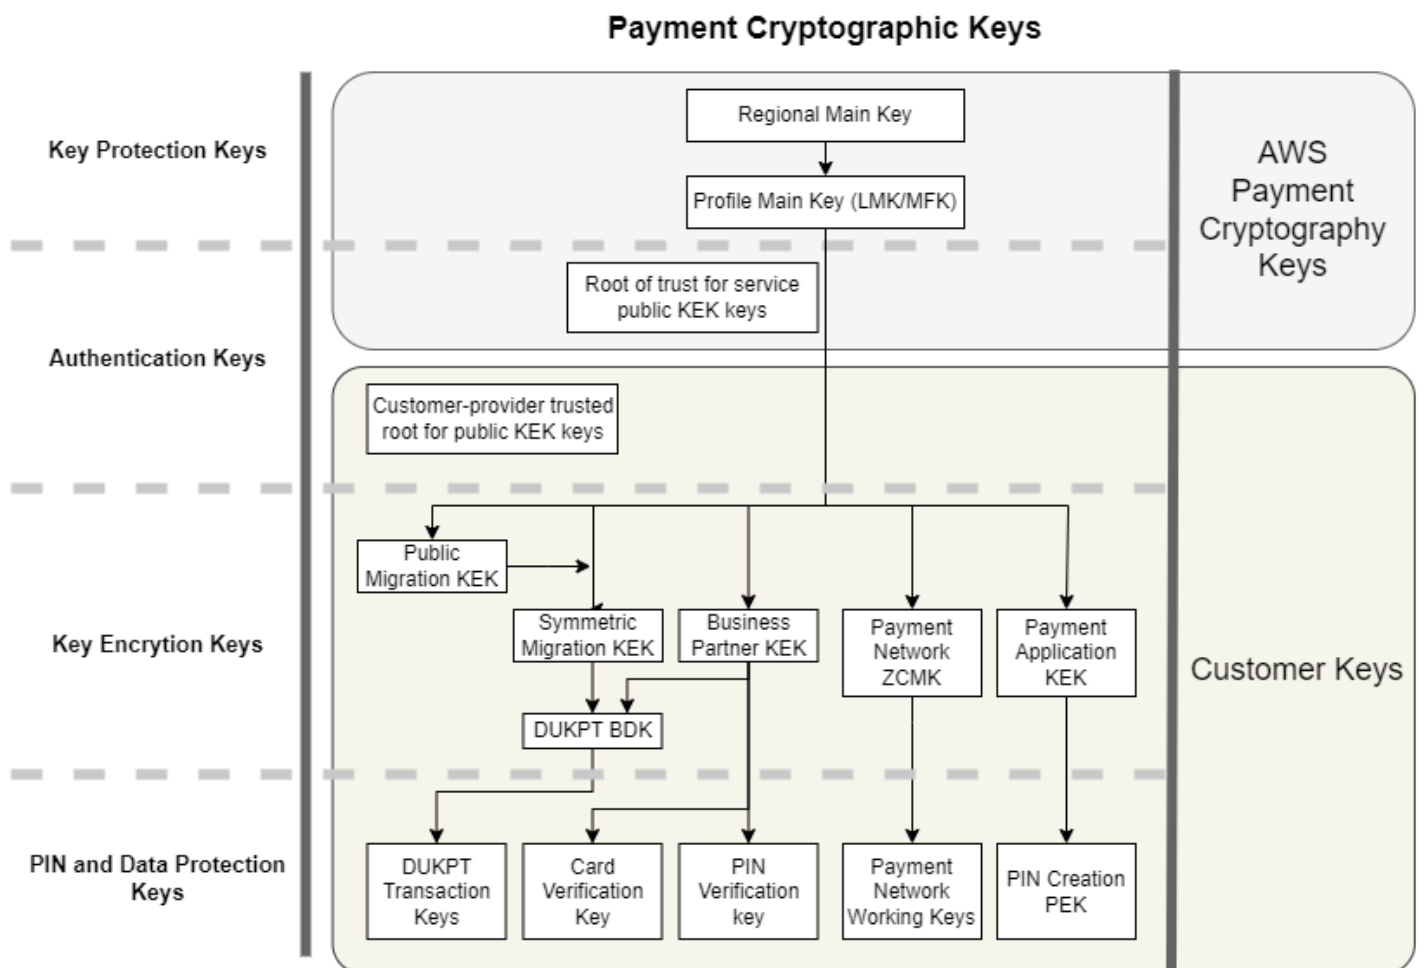 Payment Cryptographic Keys
Key Protection Keys
Regional Main Key
Profile Main Key (LMK/MFK)
AWS
Payment
Cryptography
Keys
Authentication Keys
Root of trust for service
public KEK keys
Customer-provider trusted
root for public KEK keys
Key Encrytion Keys
Public
Migration KEK
Symmetric
Migration KEK
Business
Partner KEK
Payment
Network
ZCMK
Payment
Application
KEK
DUKPT BDK
Customer Keys
PIN and Data Protection
Keys
DUKPT
Transaction
Keys
Card
Verification
Key
PIN
Verification
key
Payment
Network
Working Keys
PIN Creation
PEK